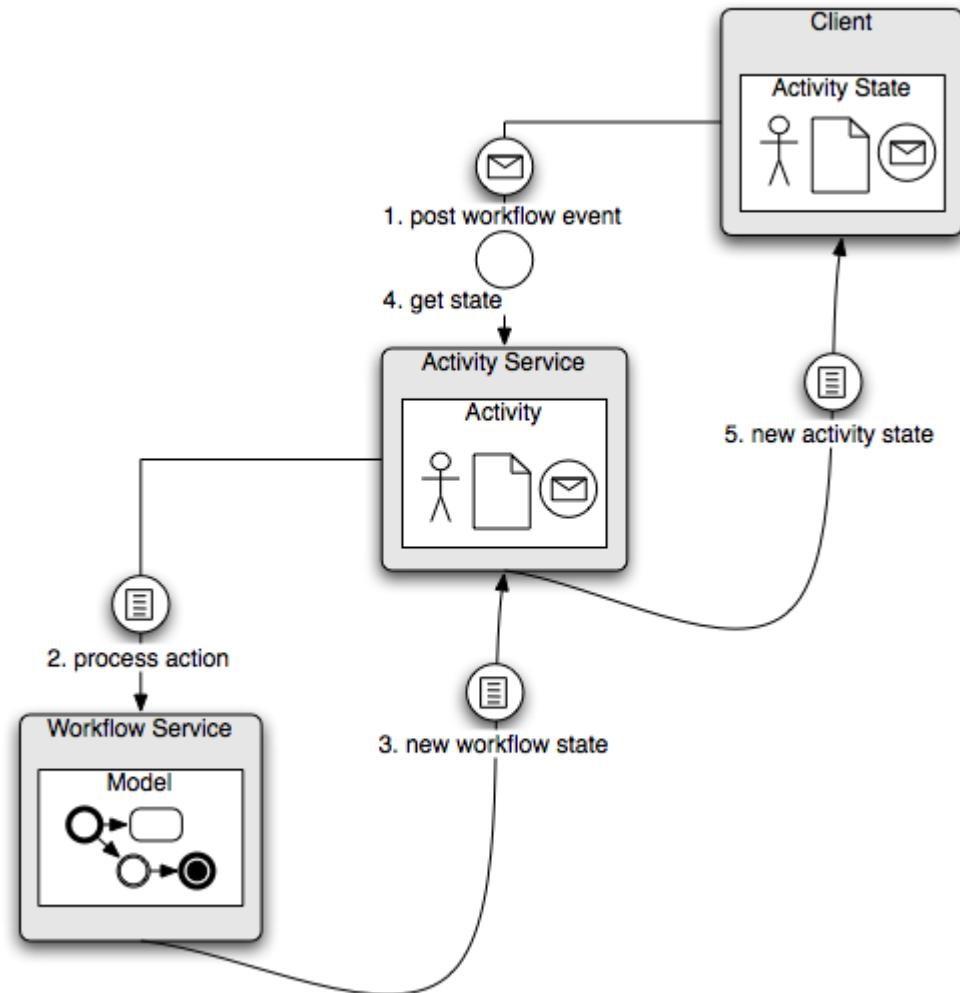 Client
Activity State
1. post workflow event
4. get state
Activity Service
Activity
5. new activity state
2. process action
3. new workflow state
Workflow Service
Model